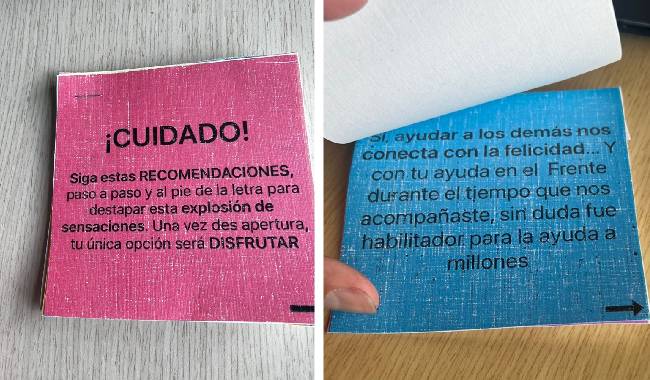 ¡CUIDADO!
Siga estas RECOMENDACIONES,
paso a paso y al pie de la letra para
destapar esta explosión de
sensaciones. Una vez des apertura,
tu única opción será DISFRUTAR
Si, ayudar a los demás nos
conecta con la felicidad... Y
con tu ayuda en el Frente
durante el tiempo que nos
acompañaste, sin duda fue
habilitador para la ayuda a
millones